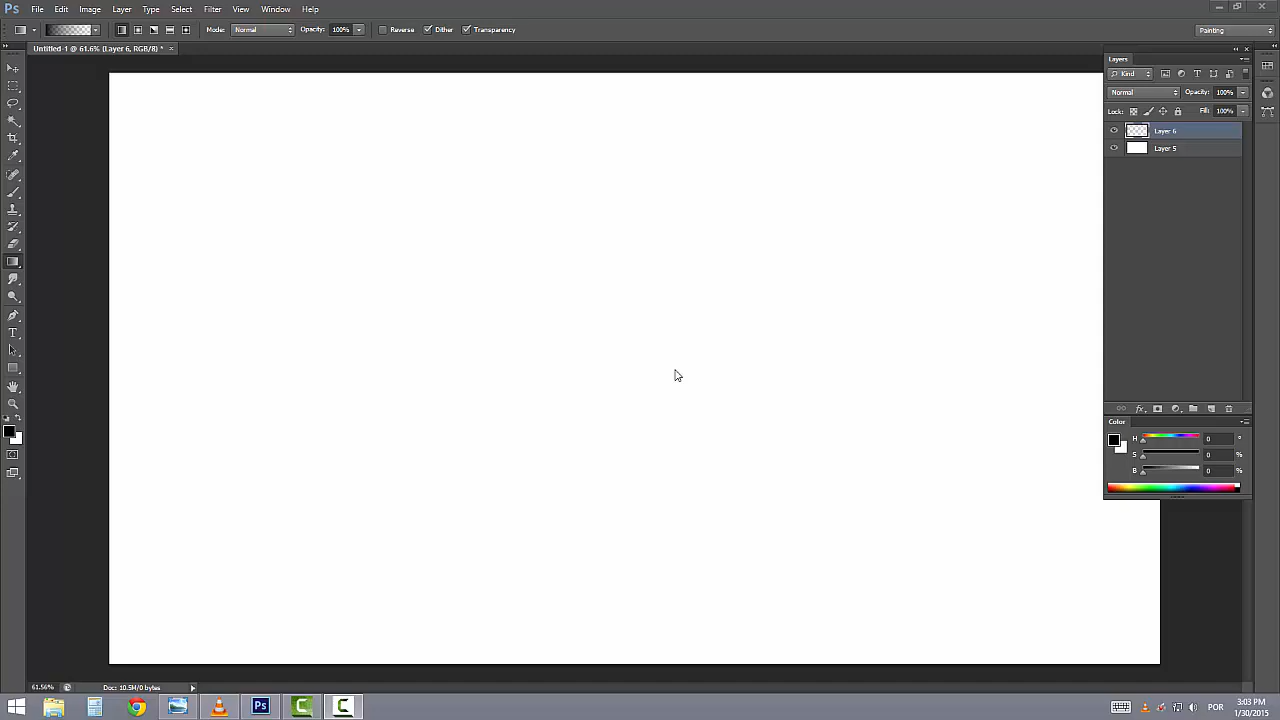 Ps File Edit Image Layer Type Select Filter View Window Help
Mode: Normal Opacity: 100% Reverse Dither Transparency Painting
Untitled-1 @ 61.6% (Layer 6, RGB/8) * ×
Layers
Kind
Normal Opacity: 100%
Lock: Fill: 100%
Layer 6
Layer 5
fx
Color
H 0 °
S 0 %
B 0 %
T
61.56% Doc: 10.5M/0 bytes
Ps C C POR 3:03 PM
1/30/2015